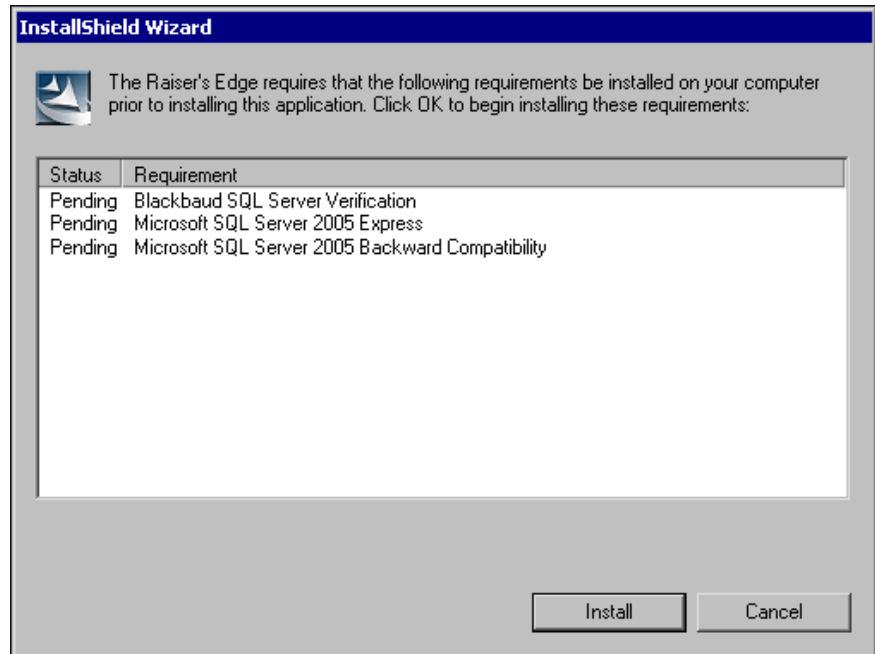 InstallShield Wizard
The Raiser's Edge requires that the following requirements be installed on your computer
prior to installing this application. Click OK to begin installing these requirements:
Status Requirement
Pending Blackbaud SQL Server Verification
Pending Microsoft SQL Server 2005 Express
Pending Microsoft SQL Server 2005 Backward Compatibility
Install Cancel